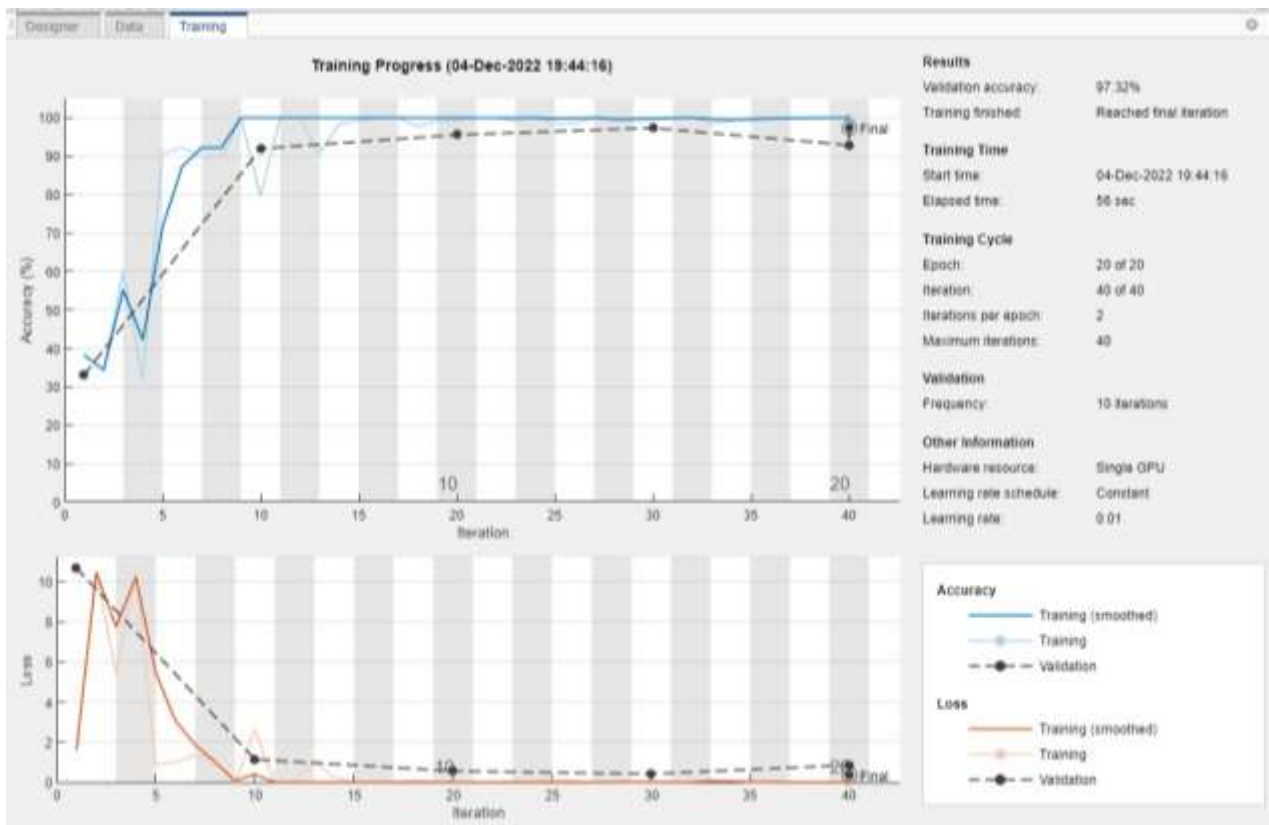 Designer Data Training
Training Progress (04-Dec-2022 19:44:16)
Accuracy (%)
100
90
80
70
60
50
40
30
20
10
0
10
20
Final
0 5 10 15 20 25 30 35 40
Iteration
Loss
10
8
6
4
2
0
10
20
Final
0 5 10 15 20 25 30 35 40
Iteration
Results
Validation accuracy: 97.32%
Training finished: Reached final iteration
Training Time
Start time: 04-Dec-2022 19:44:16
Elapsed time: 56 sec
Training Cycle
Epoch: 20 of 20
Iteration: 40 of 40
Iterations per epoch: 2
Maximum iterations: 40
Validation
Frequency: 10 iterations
Other Information
Hardware resource: Single GPU
Learning rate schedule: Constant
Learning rate: 0.01
Accuracy
Training (smoothed)
Training
Validation
Loss
Training (smoothed)
Training
Validation